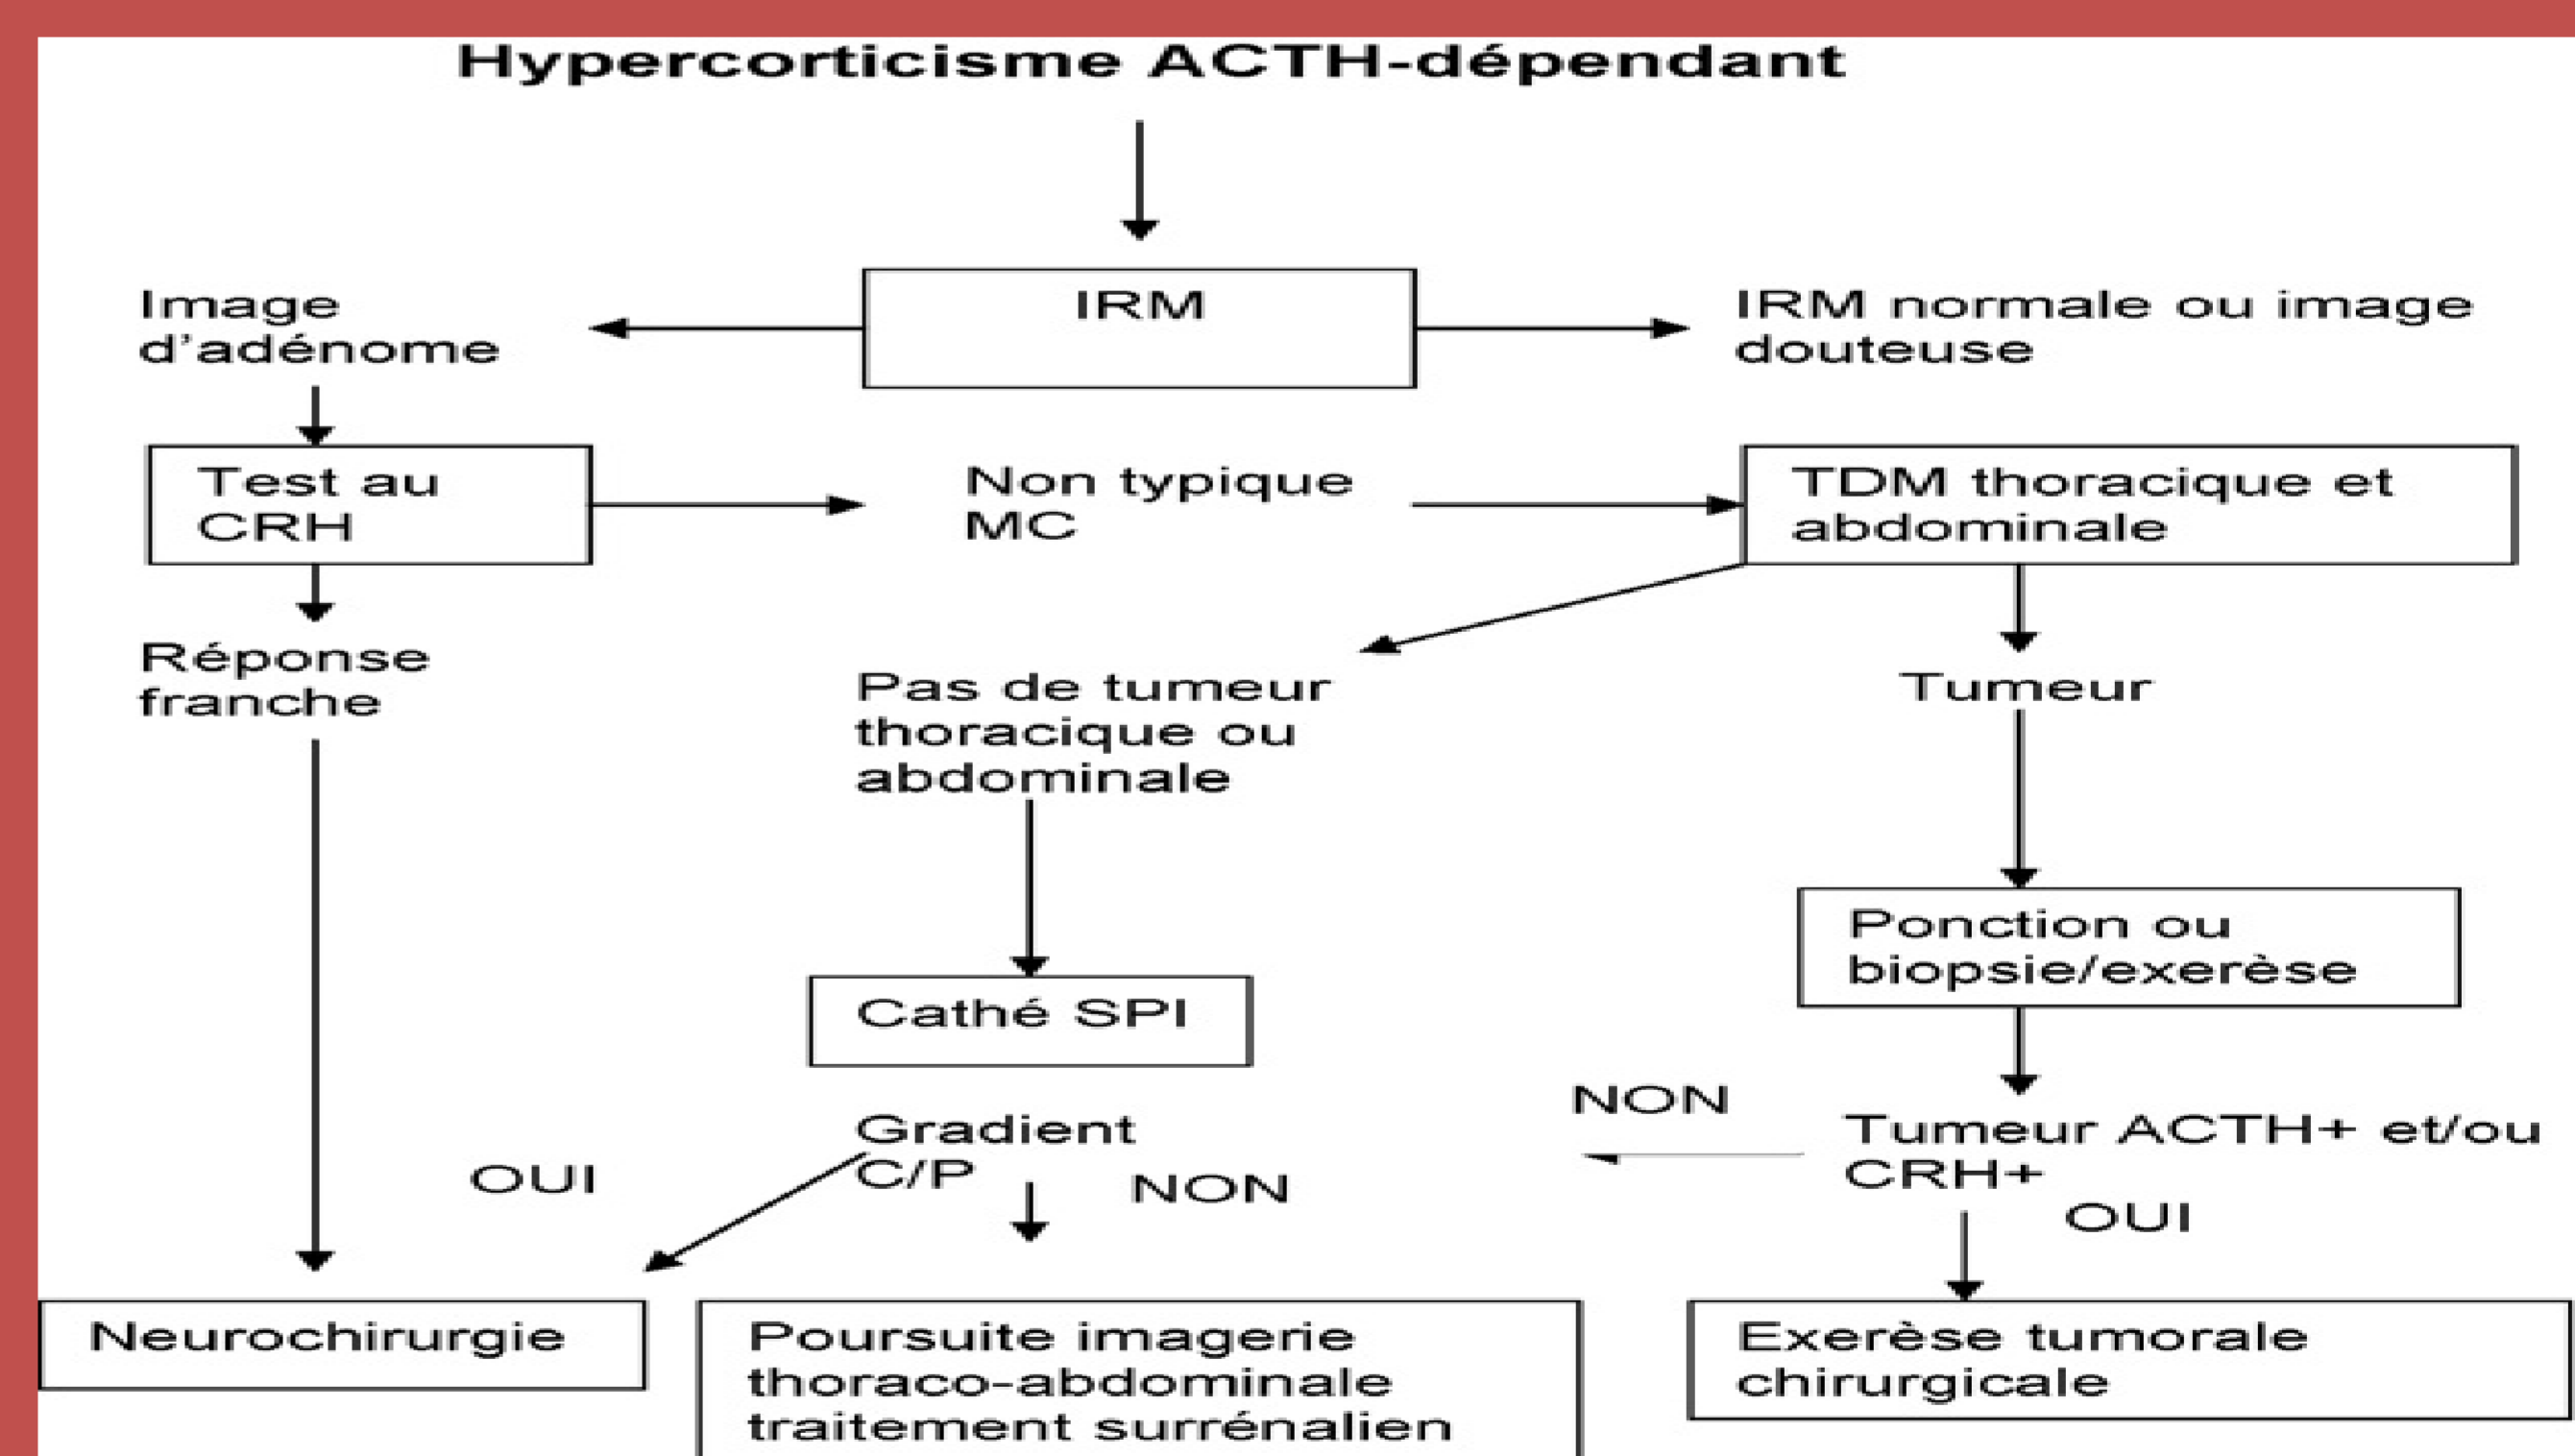 Hypercorticisme ACTH-dépendant
Image
d'adénome
IRM
IRM normale ou image
douteuse
Test au
CRH
Non typique
MC
TDM thoracique et
abdominale
Réponse
franche
Pas de tumeur
thoracique ou
abdominale
Tumeur
Ponction ou
biopsie/exerèse
Cathé SPI
NON
Gradient
C/P
Tumeur ACTH+ et/ou
CRH+
OUI
NON
OUI
Neurochirurgie
Poursuite imagerie
thoraco-abdominale
traitement surrénalien
Exerèse tumorale
chirurgicale